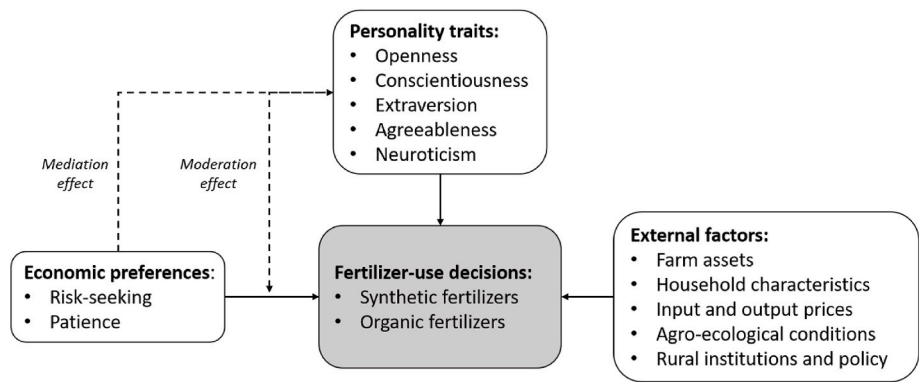 Personality traits:
• Openness
• Conscientiousness
• Extraversion
• Agreeableness
• Neuroticism
Mediation
effect
Moderation
effect
Economic preferences:
• Risk-seeking
• Patience
Fertilizer-use decisions:
• Synthetic fertilizers
• Organic fertilizers
External factors:
• Farm assets
• Household characteristics
• Input and output prices
• Agro-ecological conditions
• Rural institutions and policy